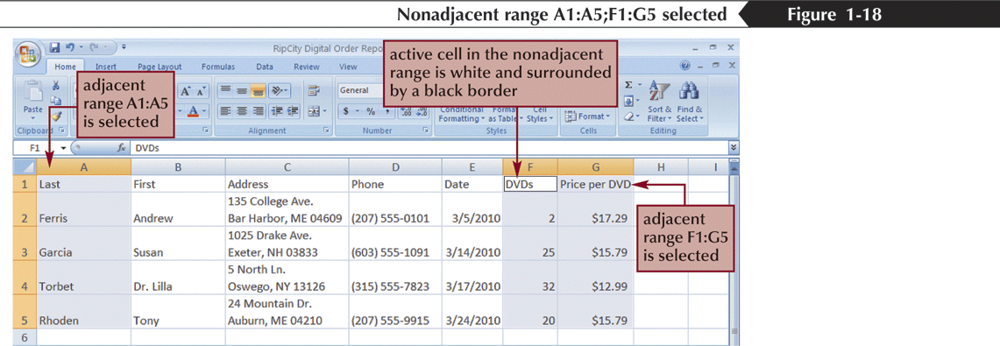 Nonadjacent range A1:A5;F1:G5 selected
Figure 1-18
RipCity Digital Order Repo
active cell in the nonadjacent
range is white and surrounded
by a black border
Home Insert Page Layout Formulas Data Review View
adjacent
range A1:A5
is selected
Paste
General
$ % ,
Conditional Format Cell
Formatting as Table Styles
Format
Σ
Sort & Find &
Filter Select
Clipboard Alignment Number Styles Cells Editing
F1 fx DVDs
A B C D E F G H I
1 Last First Address Phone Date DVDs Price per DVD
135 College Ave.
2 Ferris Andrew Bar Harbor, ME 04609 (207) 555-0101 3/5/2010 2 $17.29
adjacent
range F1:G5
is selected
1025 Drake Ave.
3 Garcia Susan Exeter, NH 03833 (603) 555-1091 3/14/2010 25 $15.79
5 North Ln.
4 Torbet Dr. Lilla Oswego, NY 13126 (315) 555-7823 3/17/2010 32 $12.99
24 Mountain Dr.
5 Rhoden Tony Auburn, ME 04210 (207) 555-9915 3/24/2010 20 $15.79
6